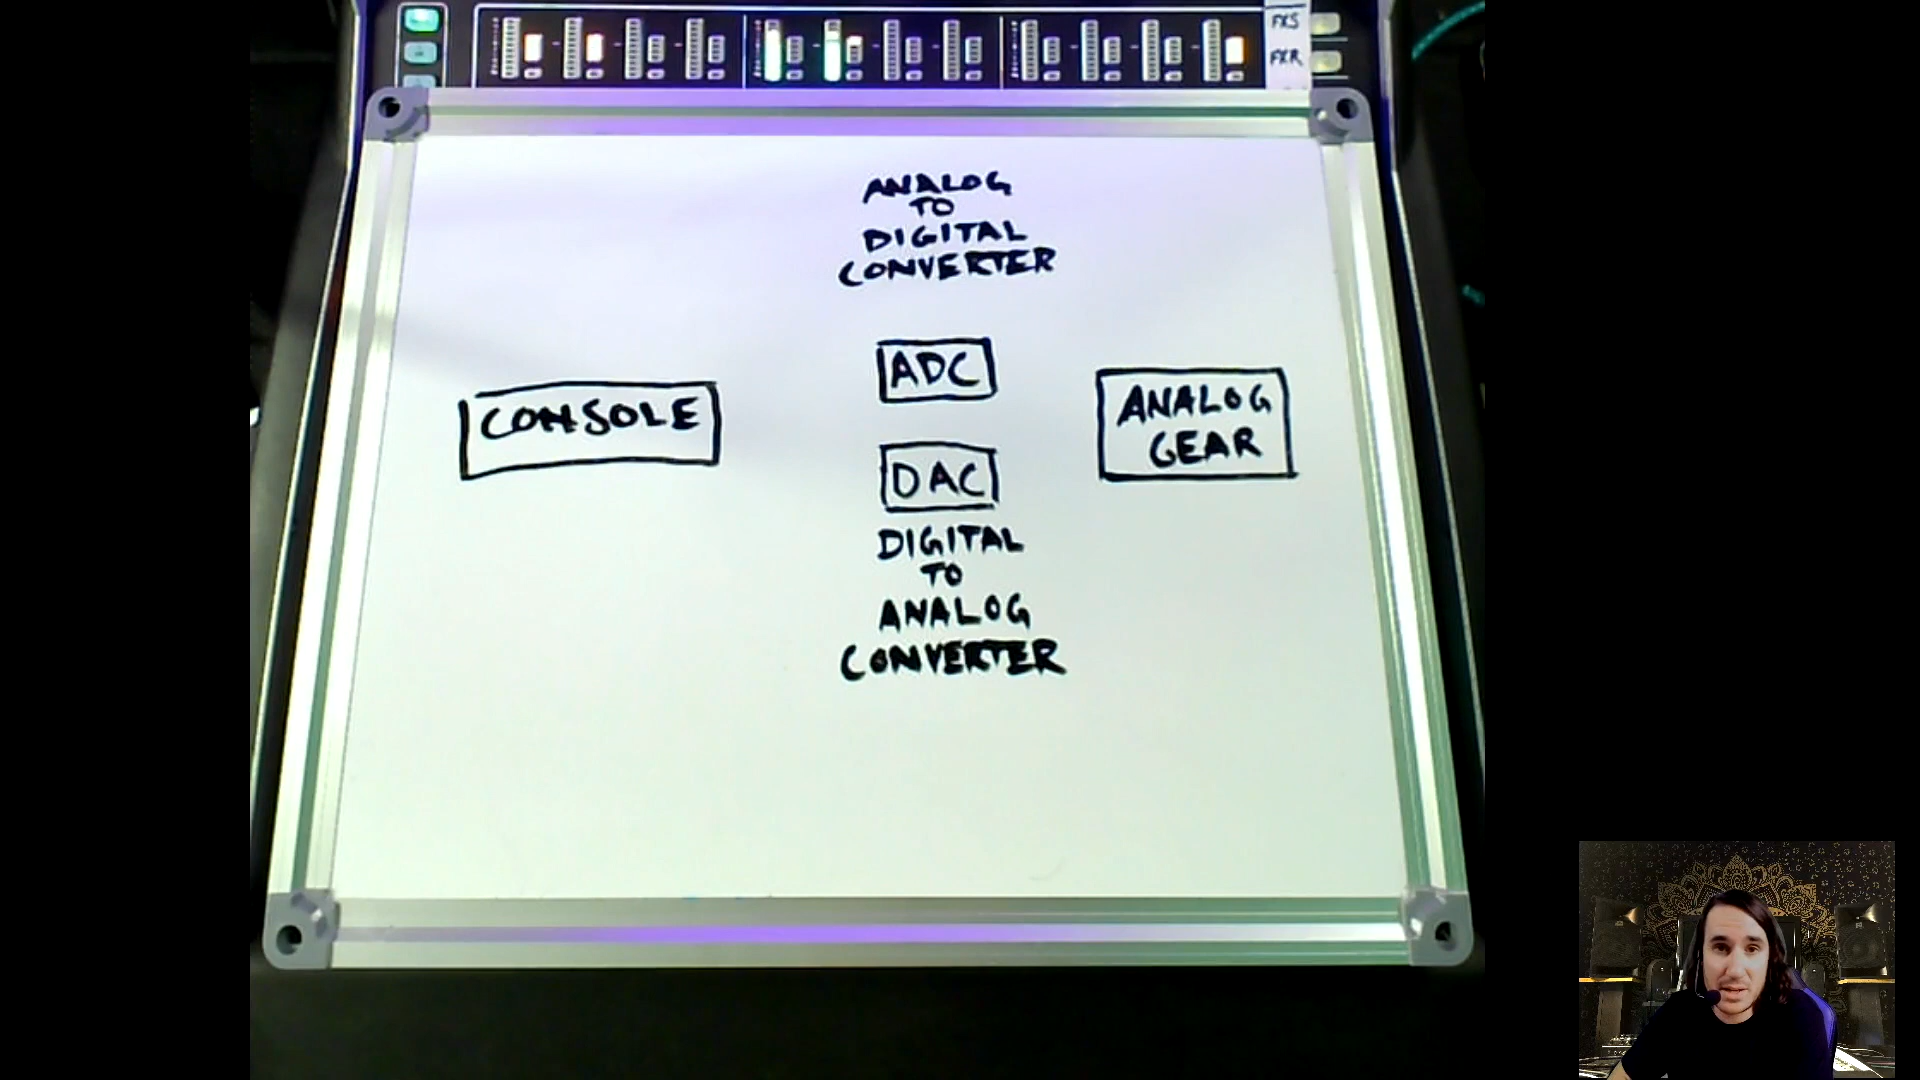 FXS
FXR
ANALOG
TO
DIGITAL
CONVERTER
ADC
CONSOLE
ANALOG
GEAR
DAC
DIGITAL
TO
ANALOG
CONVERTER